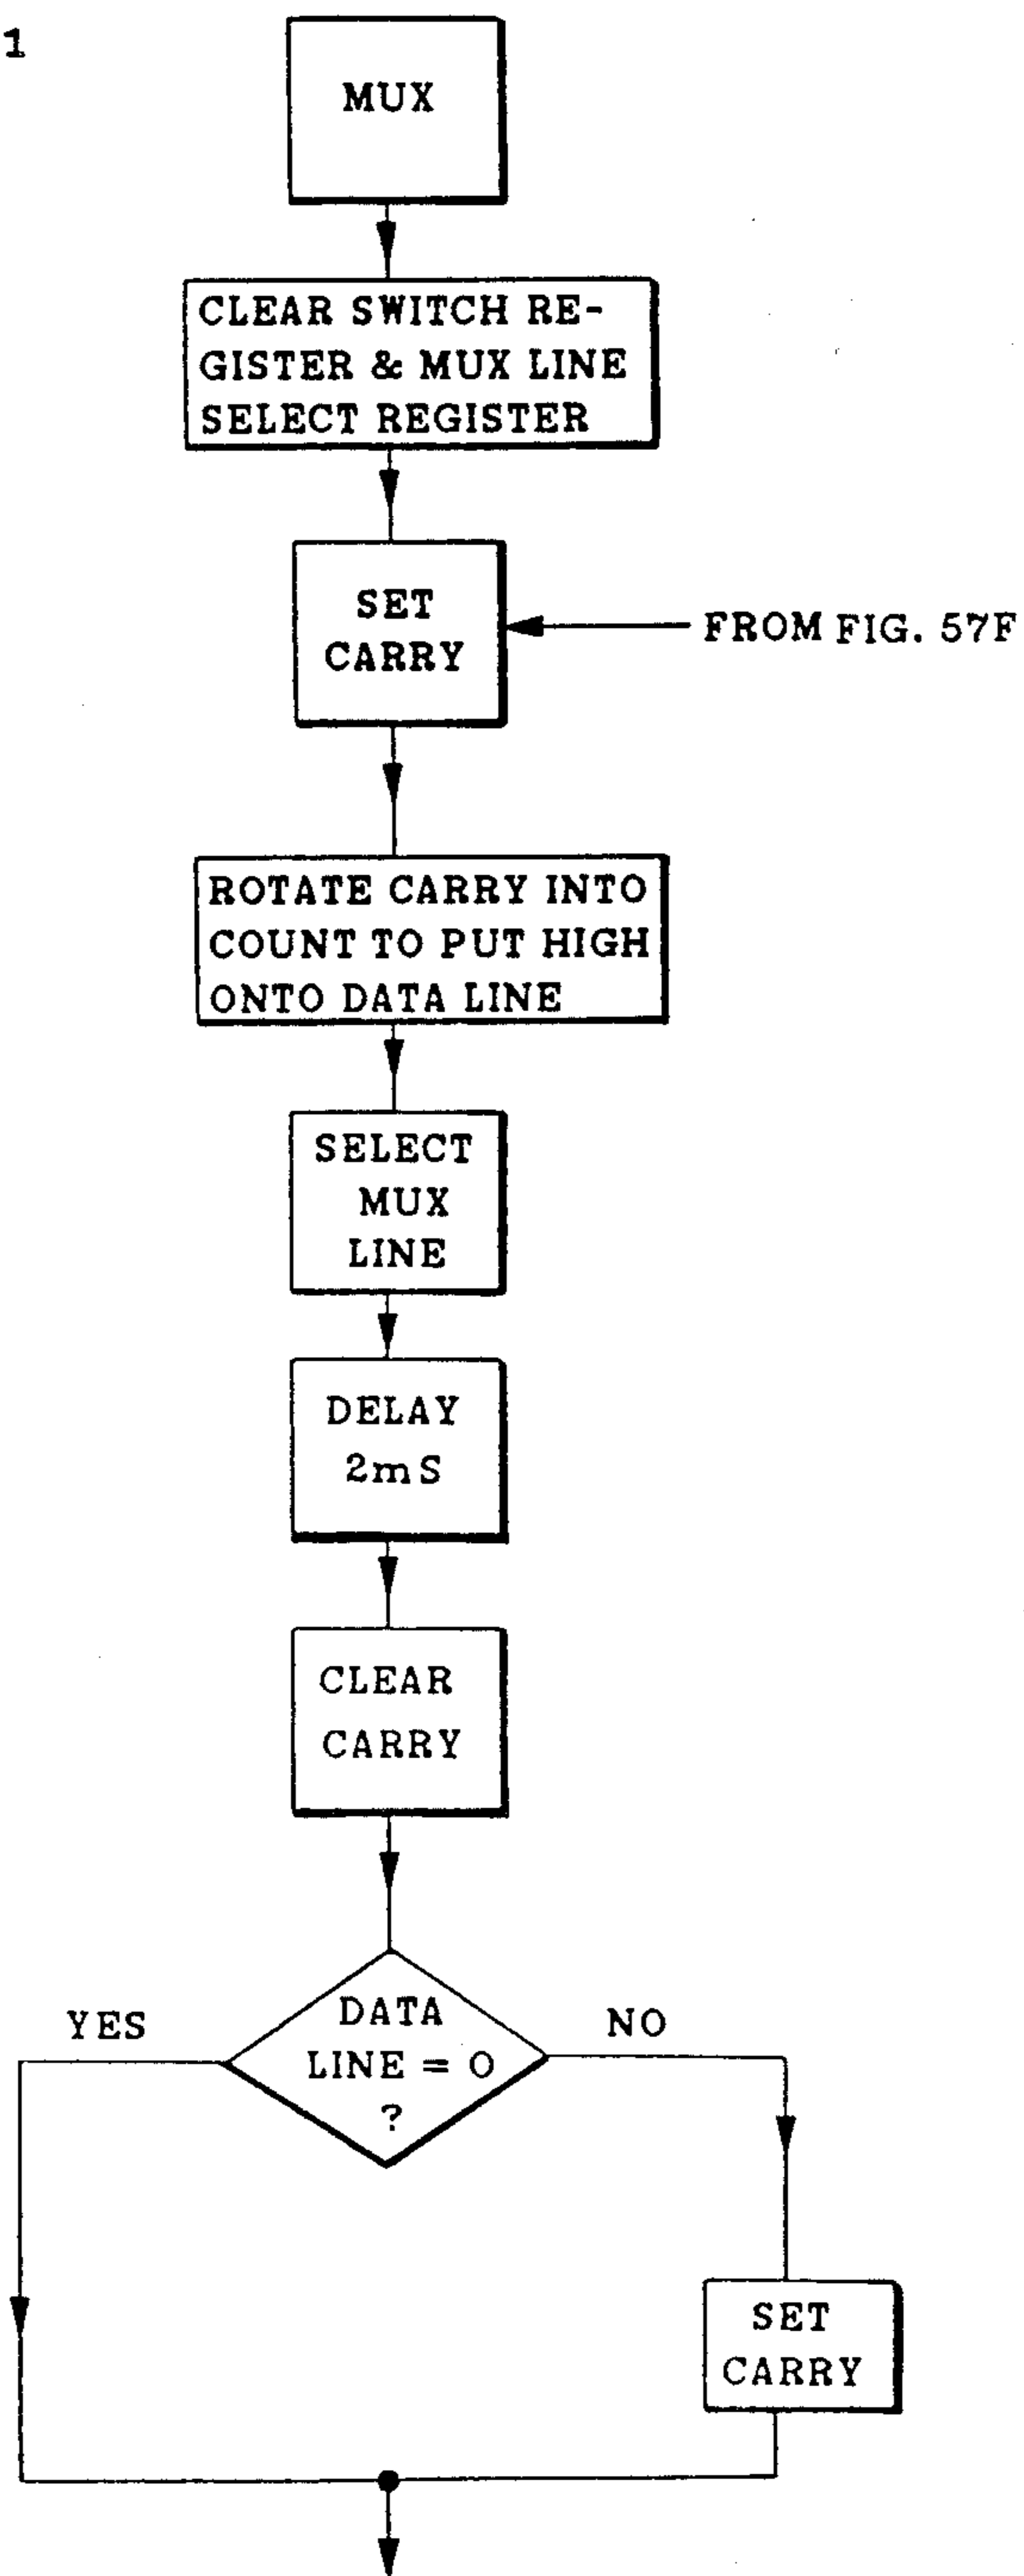 1
MUX
CLEAR SWITCH RE-
GISTER & MUX LINE
SELECT REGISTER
SET
CARRY
FROM FIG. 57F
ROTATE CARRY INTO
COUNT TO PUT HIGH
ONTO DATA LINE
SELECT
MUX
LINE
DELAY
2mS
CLEAR
CARRY
YES
DATA
LINE = 0
?
NO
SET
CARRY